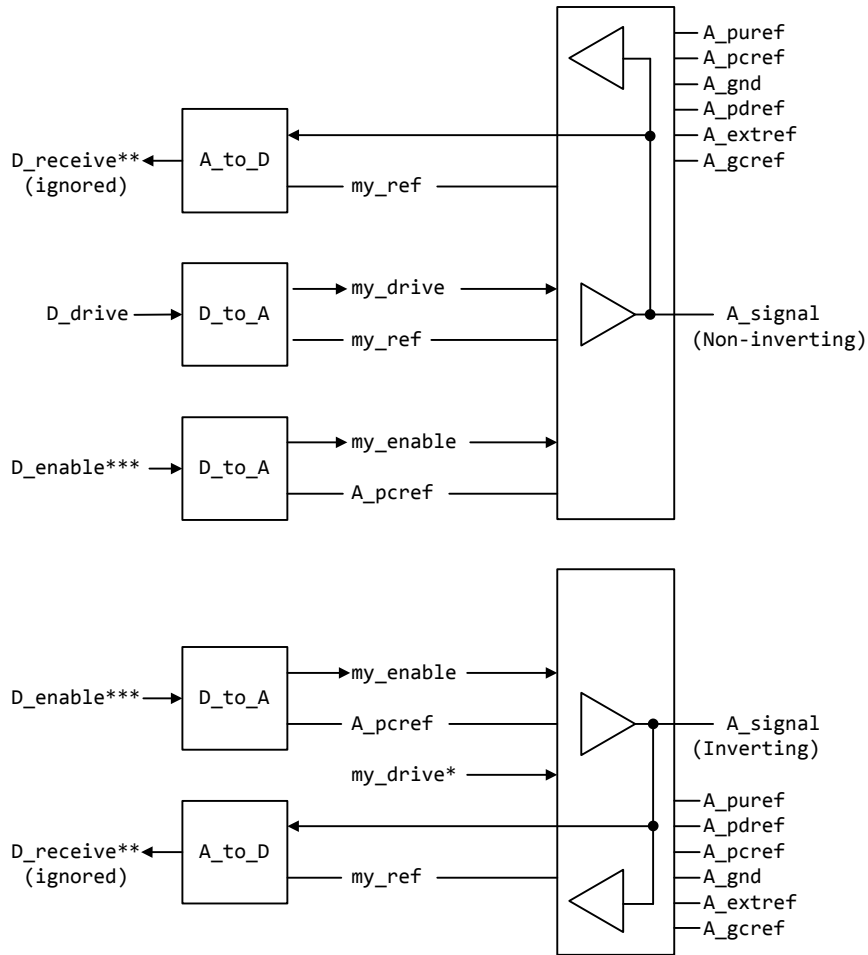 A_puref
A_pcref
A_gnd
A_pdref
A_extref
A_gcref
D_receive**
(ignored)
A_to_D
my_ref
D_drive
D_to_A
my_drive
my_ref
A_signal
(Non-inverting)
D_enable***
D_to_A
my_enable
A_pcref
D_enable***
D_to_A
my_enable
A_pcref
my_drive*
A_signal
(Inverting)
D_receive**
(ignored)
A_to_D
my_ref
A_puref
A_pdref
A_pcref
A_gnd
A_extref
A_gcref